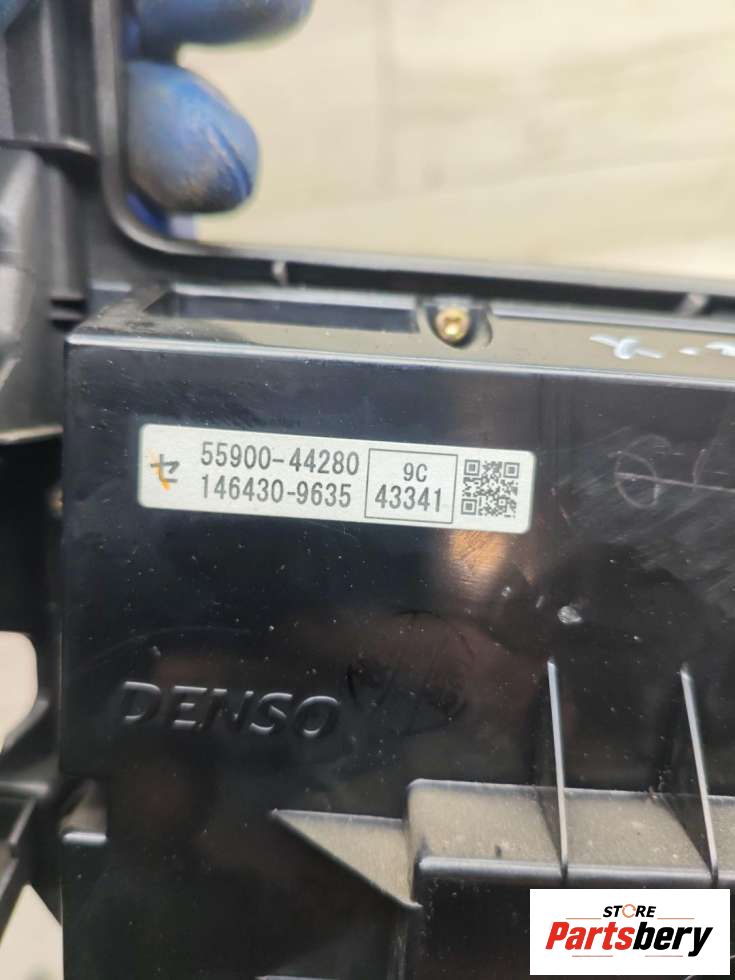 セ
55900-44280
146430-9635
9C
43341
DENSO
STORE
Partsbery